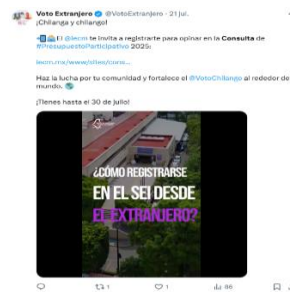 Voto Extranjero @VotoExtranjero · 21 jul.
¡Chilanga y chilango!
El @iecm te invita a registrarte para opinar en la Consulta de
#PresupuestoParticipativo 2025:
Haz la lucha por tu comunidad y fortalece el @VotoChilango al rededor de
mundo.
¡Tienes hasta el 30 de julio!
¿CÓMO REGISTRARSE
EN EL SEI DESDE
EL EXTRANJERO?
1
1
86